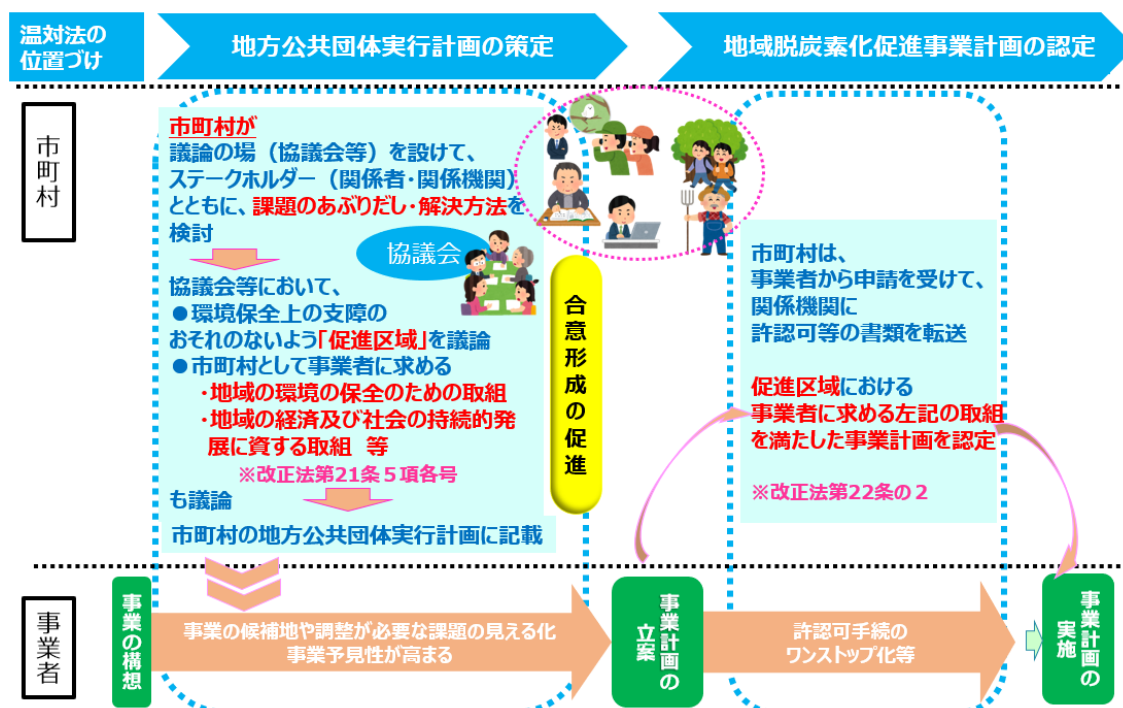 温対法の
位置づけ
地方公共団体実行計画の策定
地域脱炭素化促進事業計画の認定
市町村
市町村が
議論の場（協議会等）を設けて、
ステークホルダー（関係者・関係機関）
とともに、課題のあぶりだし・解決方法を
検討
協議会
協議会等において、
●環境保全上の支障の
おそれのないよう「促進区域」を議論
●市町村として事業者に求める
・地域の環境の保全のための取組
・地域の経済及び社会の持続的発
展に資する取組 等
※改正法第21条５項各号
も議論
市町村の地方公共団体実行計画に記載
合意形成の促進
市町村は、
事業者から申請を受けて、
関係機関に
許認可等の書類を転送
促進区域における
事業者に求める左記の取組
を満たした事業計画を認定
※改正法第22条の２
事業者
事業の構想
事業の候補地や調整が必要な課題の見える化
事業予見性が高まる
事業計画の
立案
許認可手続の
ワンストップ化等
事業計画の
実施